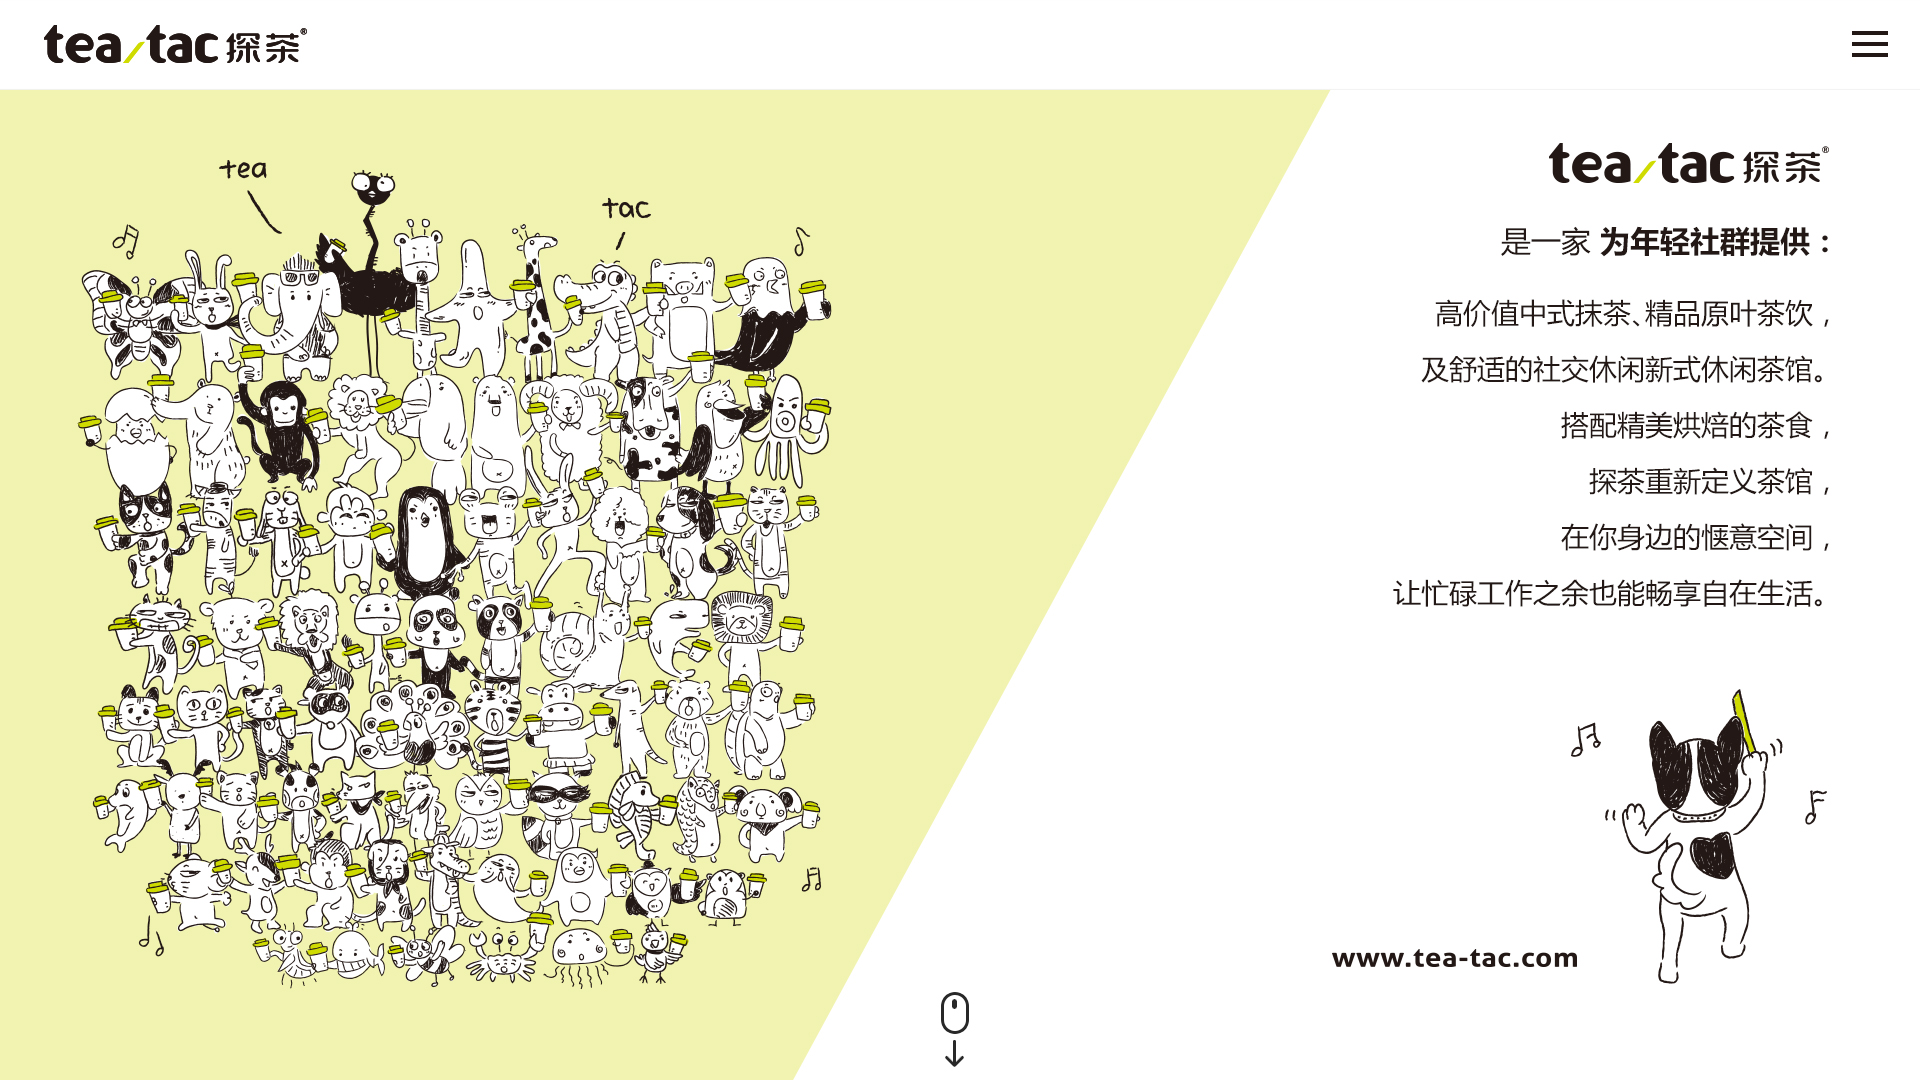 tea/tac 探茶®
tea
tac
tea/tac 探茶®
是一家 为年轻社群提供：
高价值中式抹茶、精品原叶茶饮，
及舒适的社交休闲新式休闲茶馆。
搭配精美烘焙的茶食，
探茶重新定义茶馆，
在你身边的惬意空间，
让忙碌工作之余也能畅享自在生活。
www.tea-tac.com